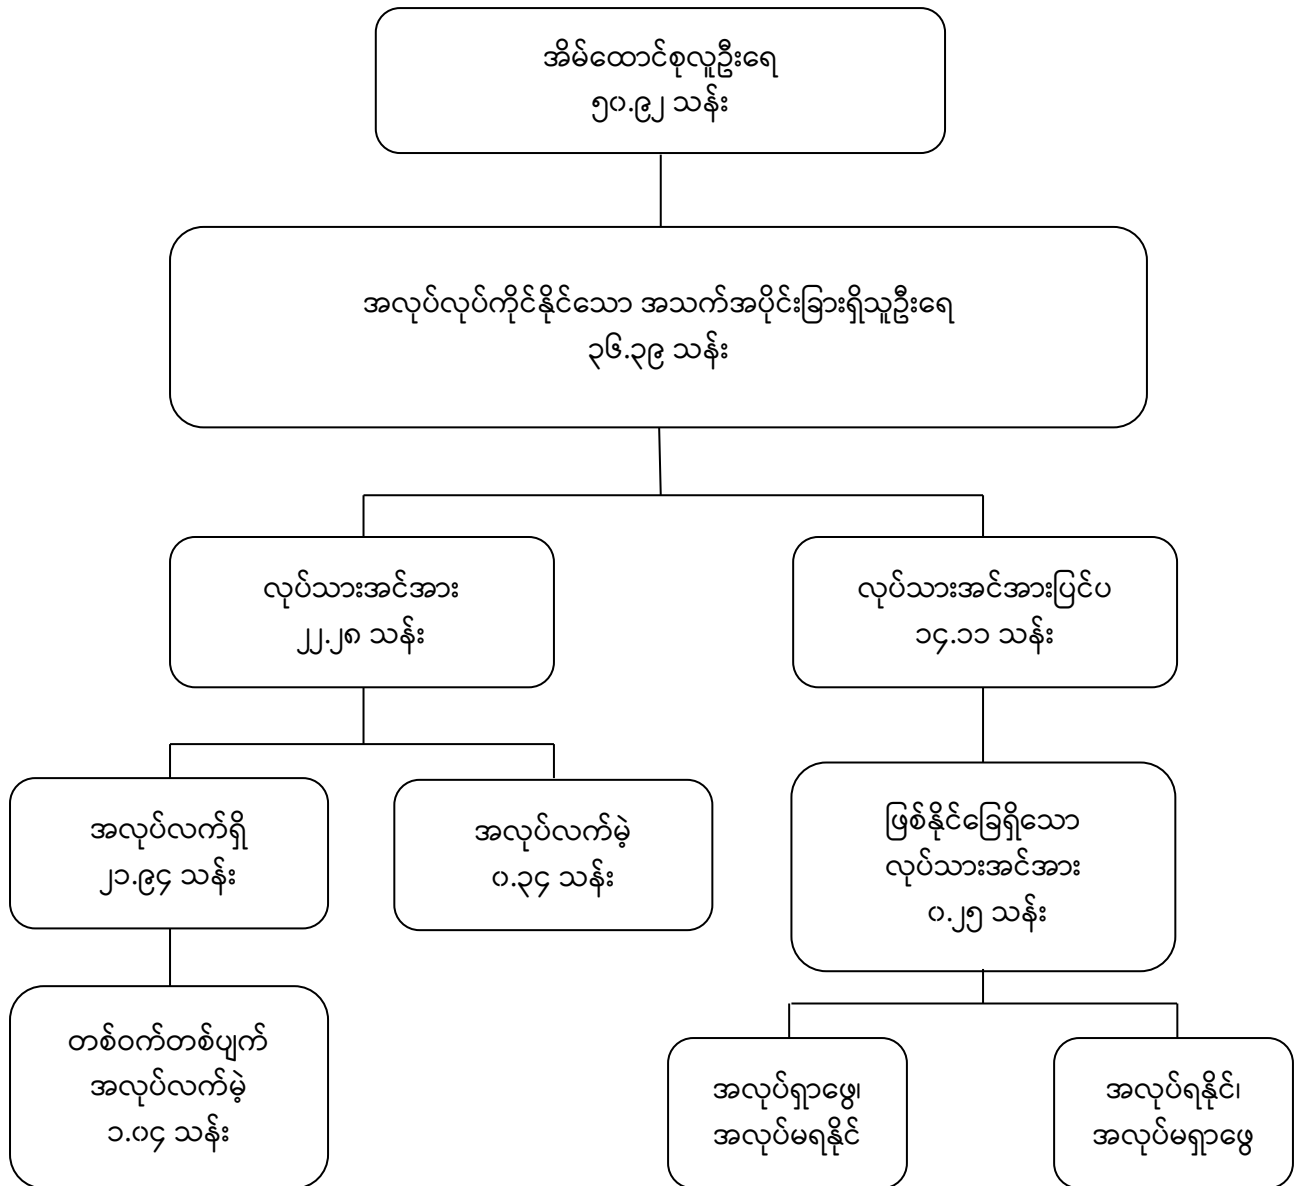 အိမ်ထောင်စုလူဦးရေ
၅၀.၉၂ သန်း
အလုပ်လုပ်ကိုင်နိုင်သော အသက်အပိုင်းခြားရှိသူဦးရေ
၃၆.၃၉ သန်း
လုပ်သားအင်အား
၂၂.၂၈ သန်း
လုပ်သားအင်အားပြင်ပ
၁၄.၁၁ သန်း
အလုပ်လက်ရှိ
၂၁.၉၄ သန်း
အလုပ်လက်မဲ့
၀.၃၄ သန်း
ဖြစ်နိုင်ခြေရှိသော
လုပ်သားအင်အား
၀.၂၅ သန်း
တစ်ဝက်တစ်ပျက်
အလုပ်လက်မဲ့
၁.၀၄ သန်း
အလုပ်ရှာဖွေ၊
အလုပ်မရနိုင်
အလုပ်ရနိုင်၊
အလုပ်မရှာဖွေ